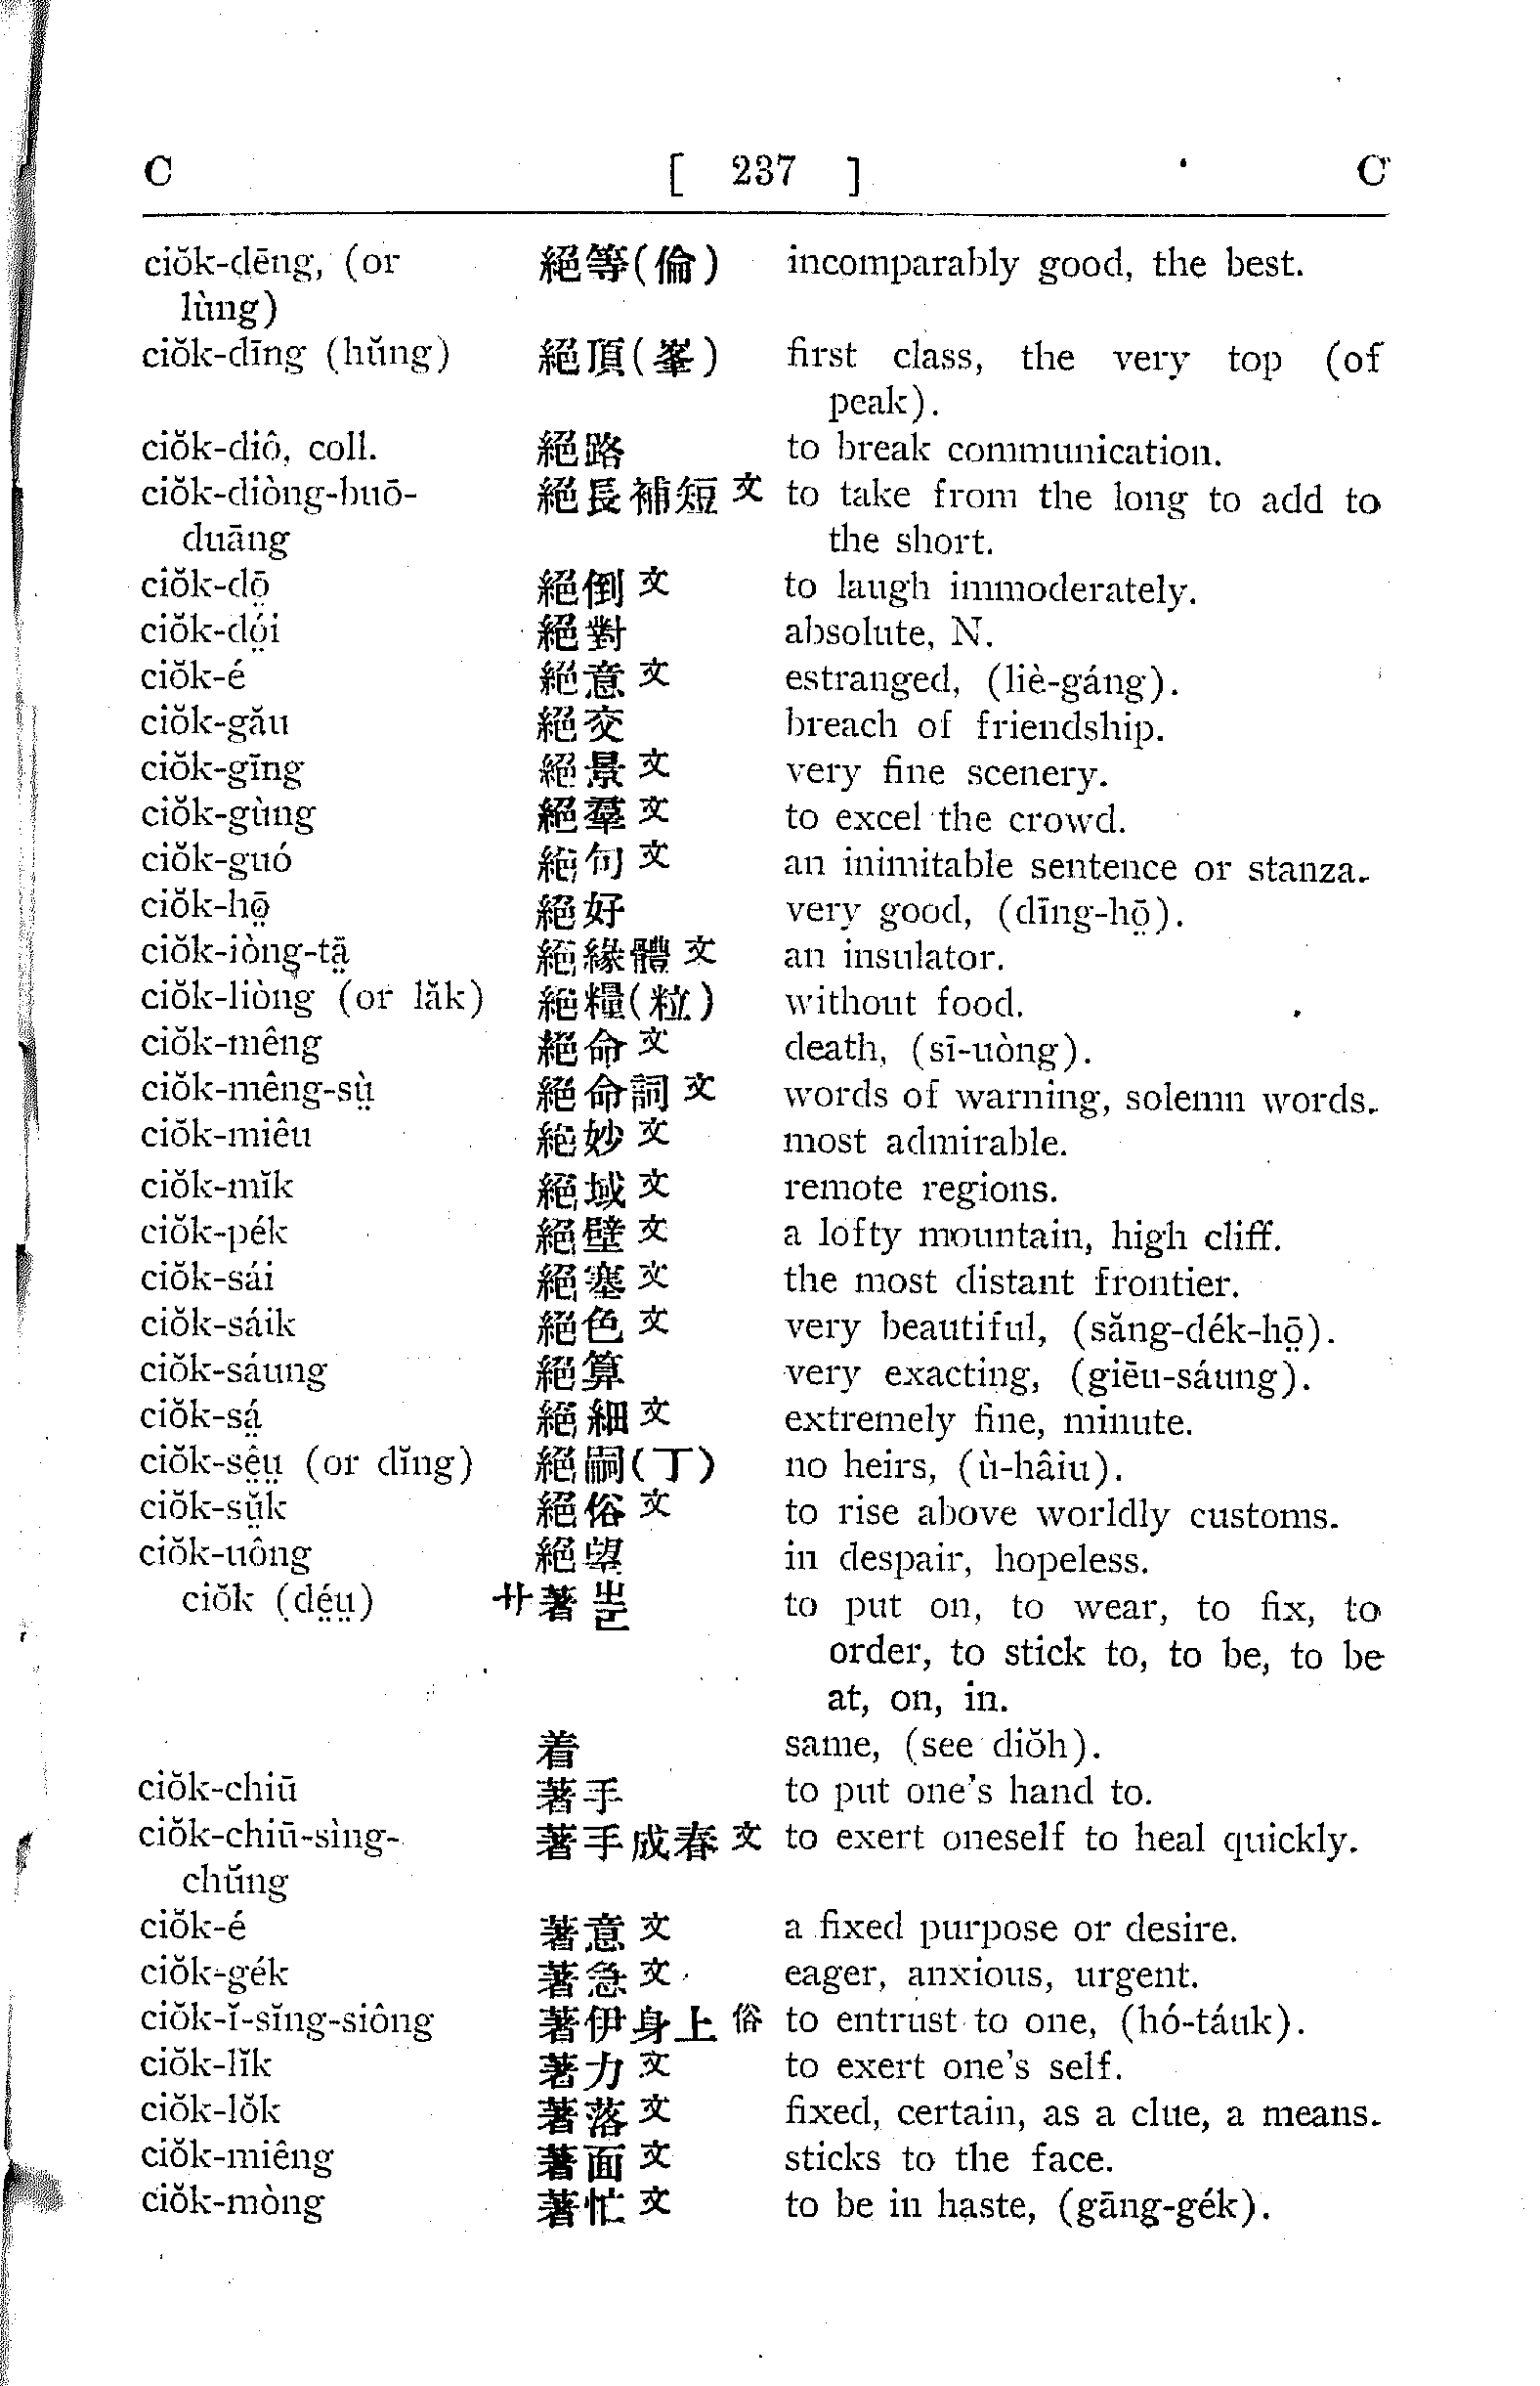 C [ 237 ] C
ciŏk-dēng, (or 絕等(倫) incomparably good, the best.
lùng)
ciŏk-dīng (hŭng) 絕頂(峯) first class, the very top (of
peak).
ciŏk-diô, coll. 絕路 to break communication.
ciŏk-diòng-buō- 絕長補短文 to take from the long to add to
duāng the short.
ciŏk-dō̤ 絕倒文 to laugh immoderately.
ciŏk-dó̤i 絕對 absolute, N.
ciŏk-é 絕意文 estranged, (liè-gáng).
ciŏk-gău 絕交 breach of friendship.
ciŏk-gīng 絕景文 very fine scenery.
ciŏk-gùng 絕羣文 to excel the crowd.
ciŏk-guó 絕句文 an inimitable sentence or stanza.
ciŏk-hō̤ 絕好 very good, (dīng-hō̤).
ciŏk-iòng-tā̤ 絕緣體文 an insulator.
ciŏk-liòng (or lăk) 絕糧(粒) without food.
ciŏk-mêng 絕命文 death, (sī-uòng).
ciŏk-mêng-sṳ̀ 絕命詞文 words of warning, solemn words.
ciŏk-miêu 絕妙文 most admirable.
ciŏk-mĭk 絕域文 remote regions.
ciŏk-pék 絕壁文 a lofty mountain, high cliff.
ciŏk-sái 絕塞文 the most distant frontier.
ciŏk-sáik 絕色文 very beautiful, (săng-dék-hō̤).
ciŏk-sáung 絕算 very exacting, (giēu-sáung).
ciŏk-sá̤ 絕細文 extremely fine, minute.
ciŏk-sê̤ṳ (or dĭng) 絕嗣(丁) no heirs, (ù-hâiu).
ciŏk-sṳ̆k 絕俗文 to rise above worldly customs.
ciŏk-uông 絕望 in despair, hopeless.
ciŏk (dé̤ṳ) 艹著 to put on, to wear, to fix, to
order, to stick to, to be, to be
at, on, in.
着 same, (see diŏh).
ciŏk-chiū 著手 to put one's hand to.
ciŏk-chiū-sìng- 著手成春文 to exert oneself to heal quickly.
chŭng
ciŏk-é 著意文 a fixed purpose or desire.
ciŏk-gék 著急文 eager, anxious, urgent.
ciŏk-ĭ-sĭng-siông 著伊身上俗 to entrust to one, (hó-táuk).
ciŏk-lĭk 著力文 to exert one's self.
ciŏk-lŏk 著落文 fixed, certain, as a clue, a means.
ciŏk-miêng 著面文 sticks to the face.
ciŏk-mòng 著忙文 to be in haste, (gāng-gék).